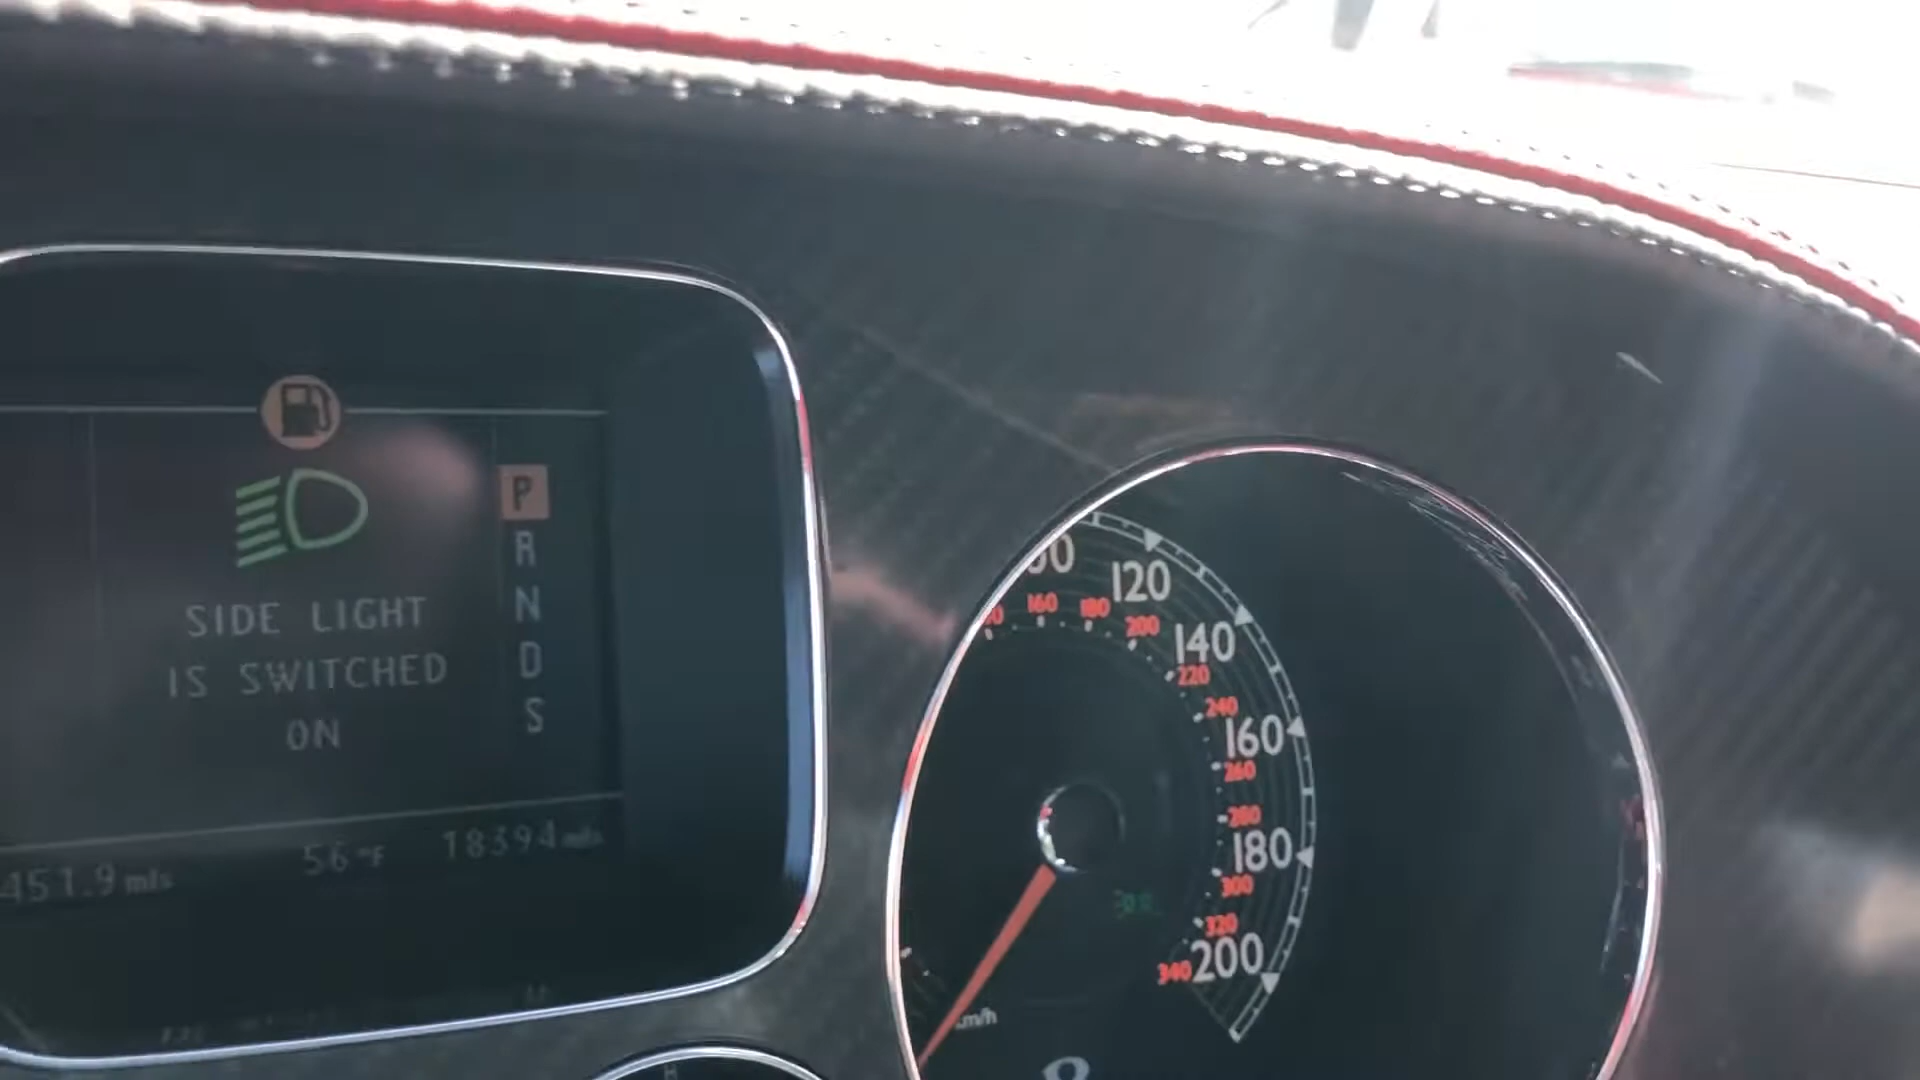 P
R
N
D
S
SIDE LIGHT
IS SWITCHED
ON
451.9 mls
56°F
18394 mls
120
140
160
180
200
160
180
200
220
240
260
280
300
320
340
km/h
H